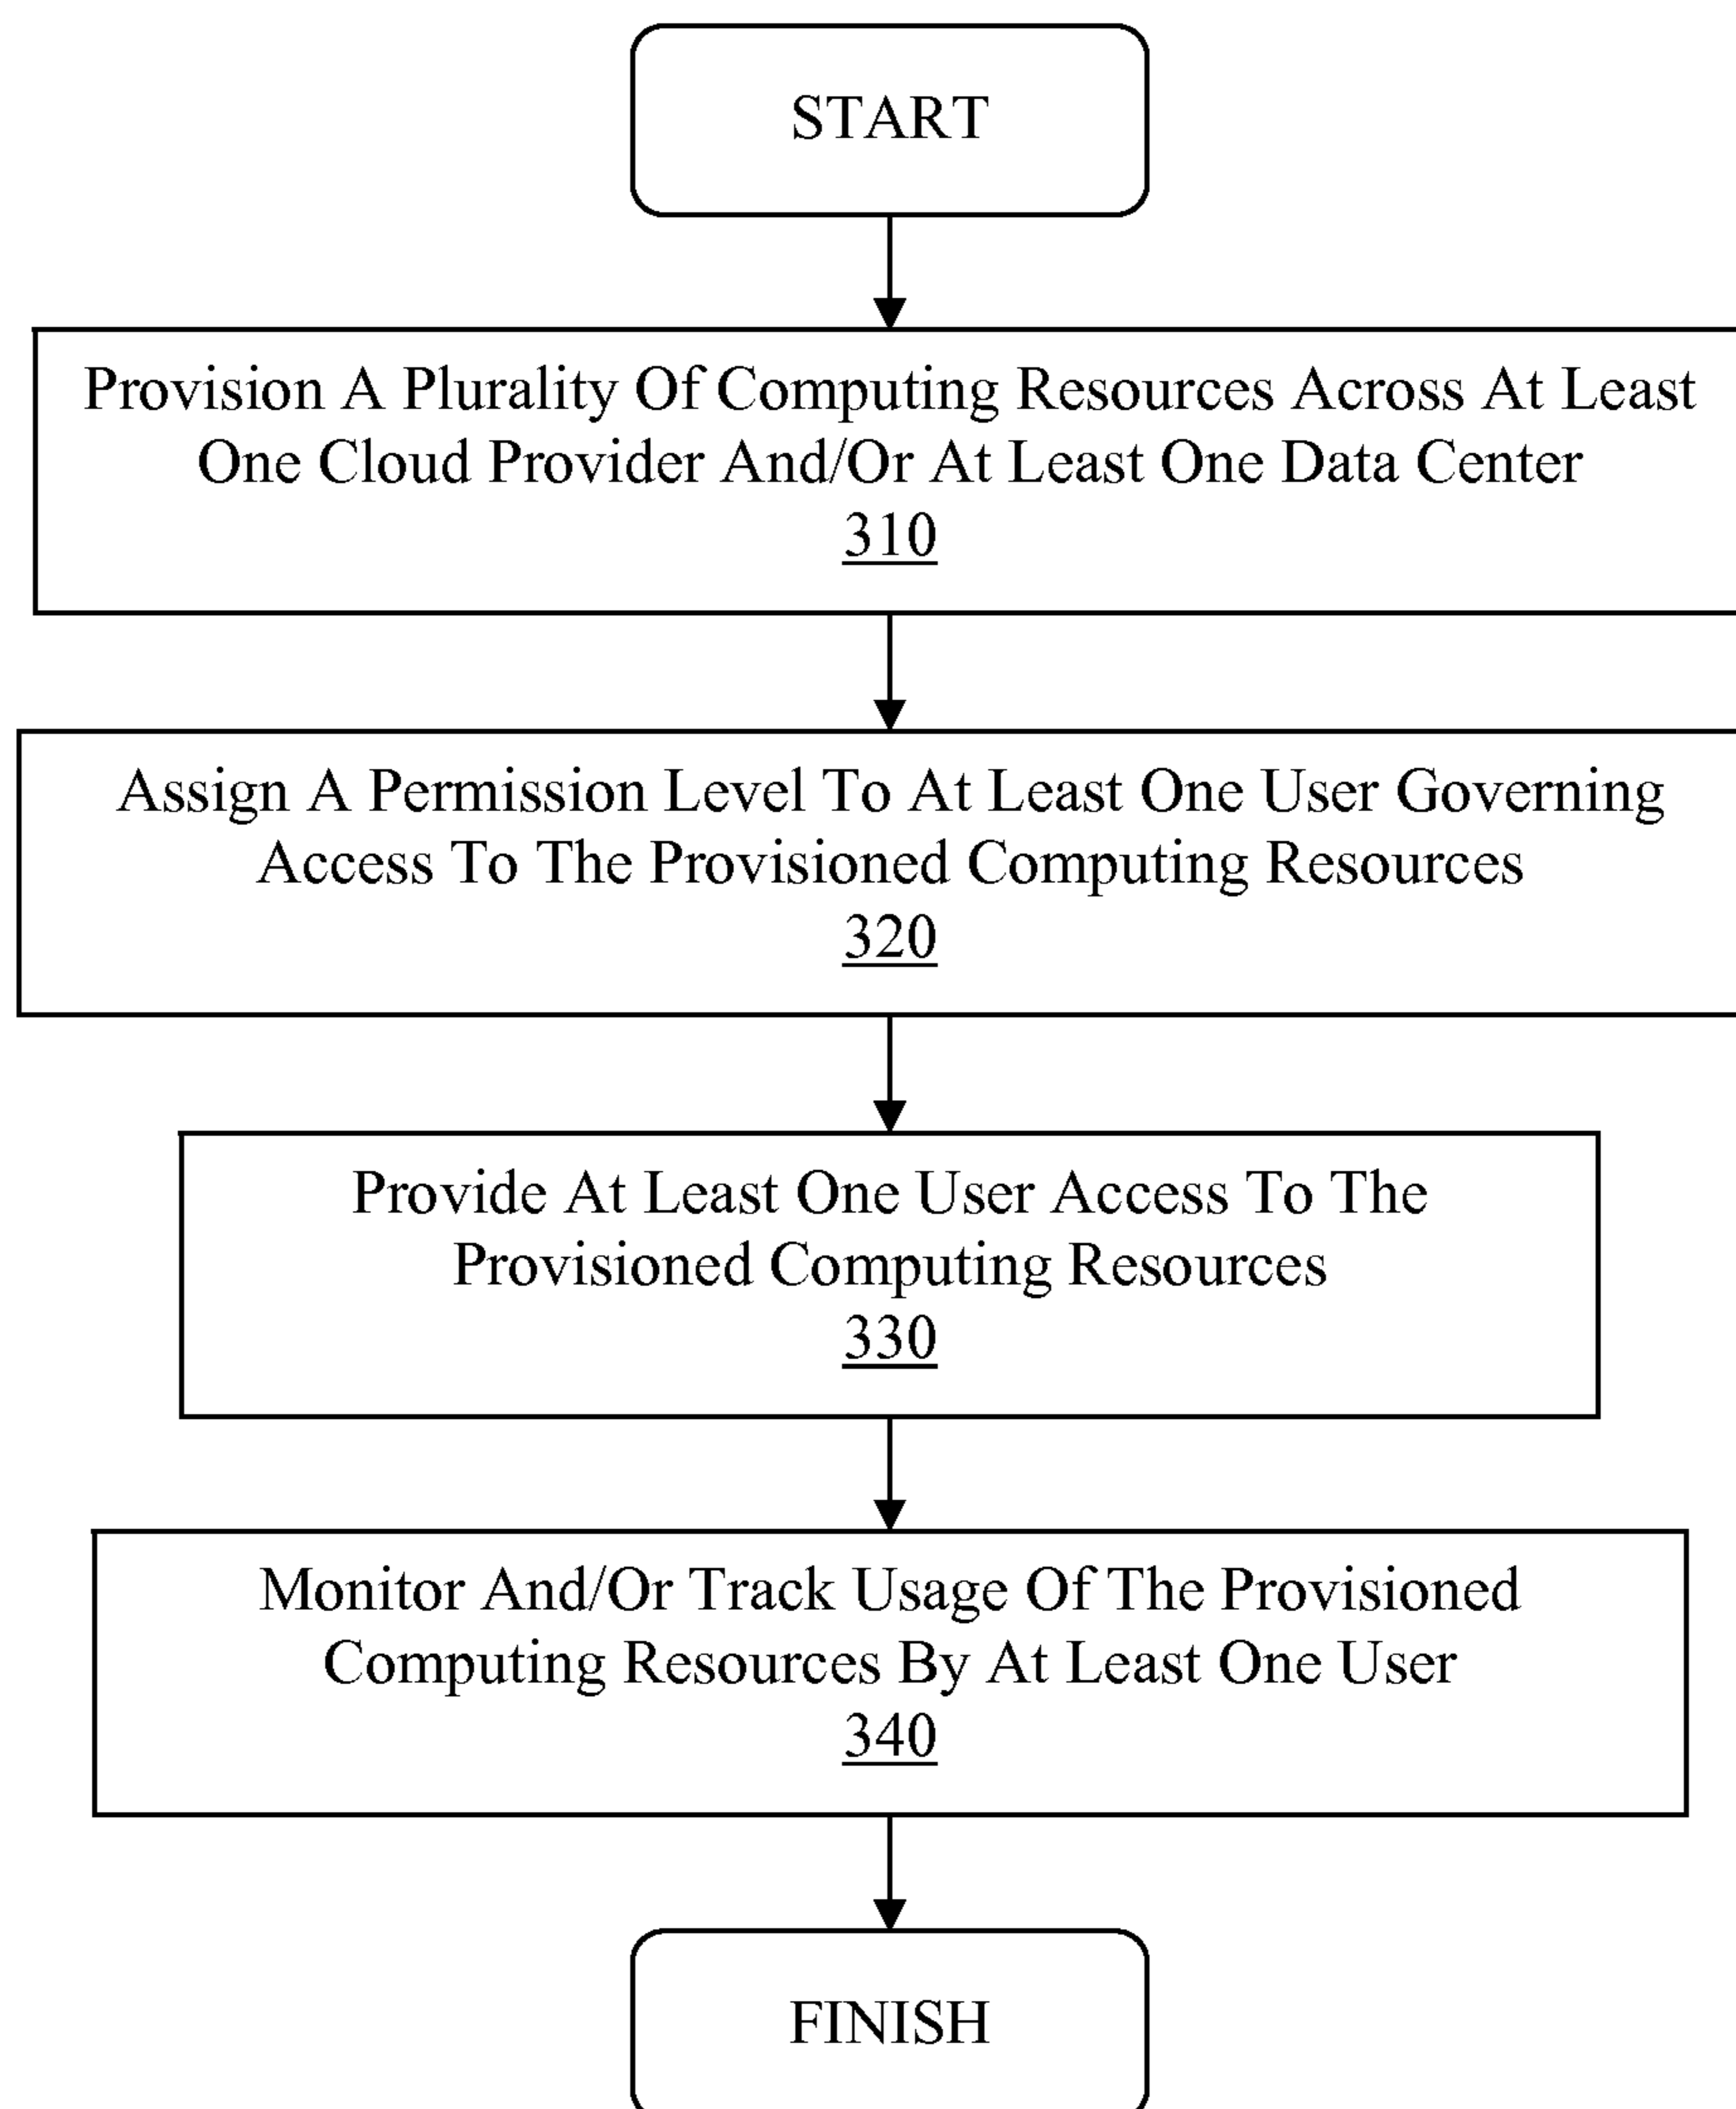 START
Provision A Plurality Of Computing Resources Across At Least
One Cloud Provider And/Or At Least One Data Center
310
Assign A Permission Level To At Least One User Governing
Access To The Provisioned Computing Resources
320
Provide At Least One User Access To The
Provisioned Computing Resources
330
Monitor And/Or Track Usage Of The Provisioned
Computing Resources By At Least One User
340
FINISH